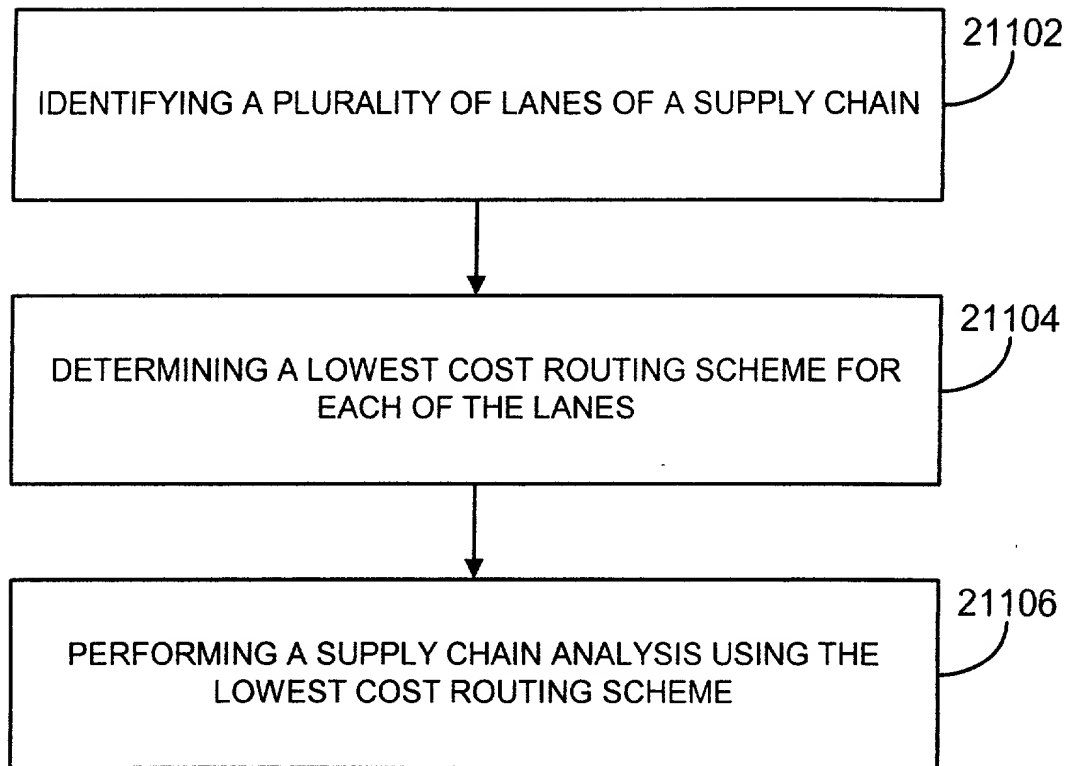 21102
IDENTIFYING A PLURALITY OF LANES OF A SUPPLY CHAIN
21104
DETERMINING A LOWEST COST ROUTING SCHEME FOR
EACH OF THE LANES
21106
PERFORMING A SUPPLY CHAIN ANALYSIS USING THE
LOWEST COST ROUTING SCHEME